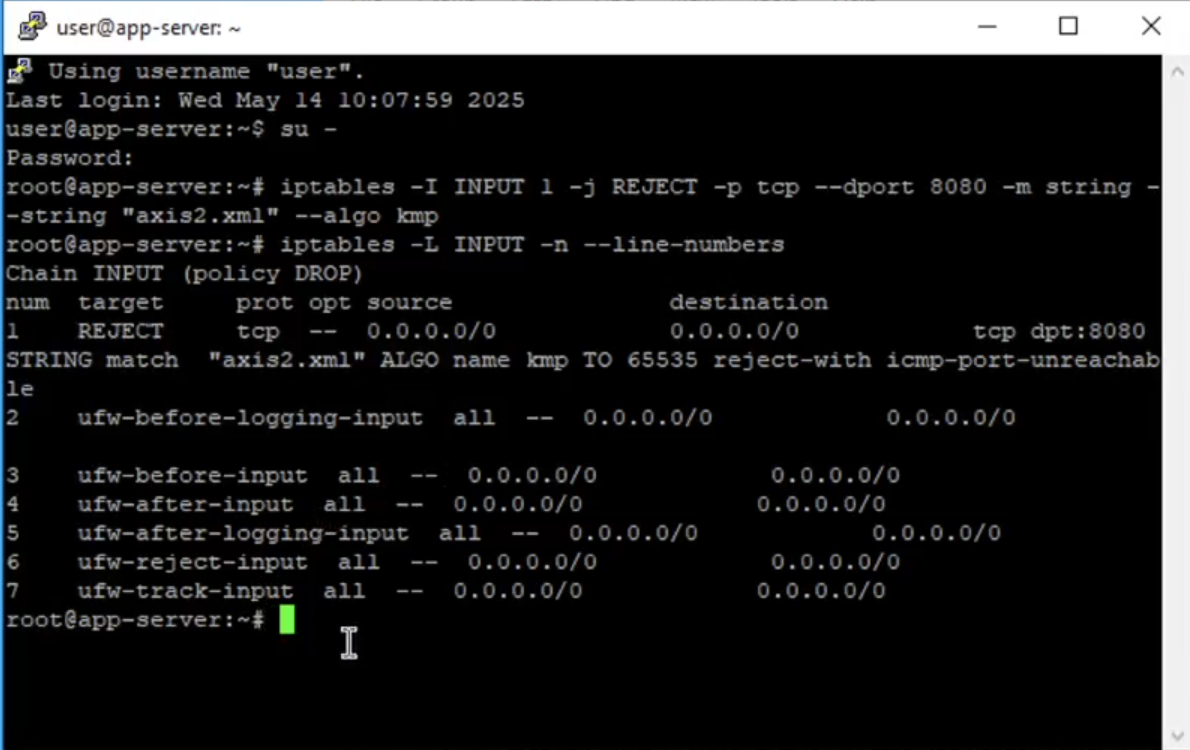 user@app-server: ~
Using username "user".
Last login: Wed May 14 10:07:59 2025
user@app-server:~$ su -
Password:
root@app-server:~# iptables -I INPUT 1 -j REJECT -p tcp --dport 8080 -m string -
-string "axis2.xml" --algo kmp
root@app-server:~# iptables -L INPUT -n --line-numbers
Chain INPUT (policy DROP)
num  target     prot opt source               destination
1    REJECT     tcp  --  0.0.0.0/0            0.0.0.0/0            tcp dpt:8080
STRING match  "axis2.xml" ALGO name kmp TO 65535 reject-with icmp-port-unreachab
le
2    ufw-before-logging-input  all  --  0.0.0.0/0            0.0.0.0/0
3    ufw-before-input  all  --  0.0.0.0/0            0.0.0.0/0
4    ufw-after-input  all  --  0.0.0.0/0            0.0.0.0/0
5    ufw-after-logging-input  all  --  0.0.0.0/0            0.0.0.0/0
6    ufw-reject-input  all  --  0.0.0.0/0            0.0.0.0/0
7    ufw-track-input  all  --  0.0.0.0/0            0.0.0.0/0
root@app-server:~#